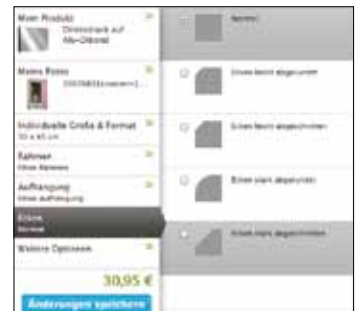 Mein Produkt
Direktdruck auf
Alu-Dibond
Meine Fotos
Individuelle Größe & Format
Rahmen
Ohne Rahmen
Aufhängung
Ohne Aufhängung
Ecken
Normal
Weitere Optionen
30,95 €
Änderungen speichern
Normal
Ecken leicht abgerundet
Ecken leicht abgeschnitten
Ecken stark abgerundet
Ecken stark abgeschnitten